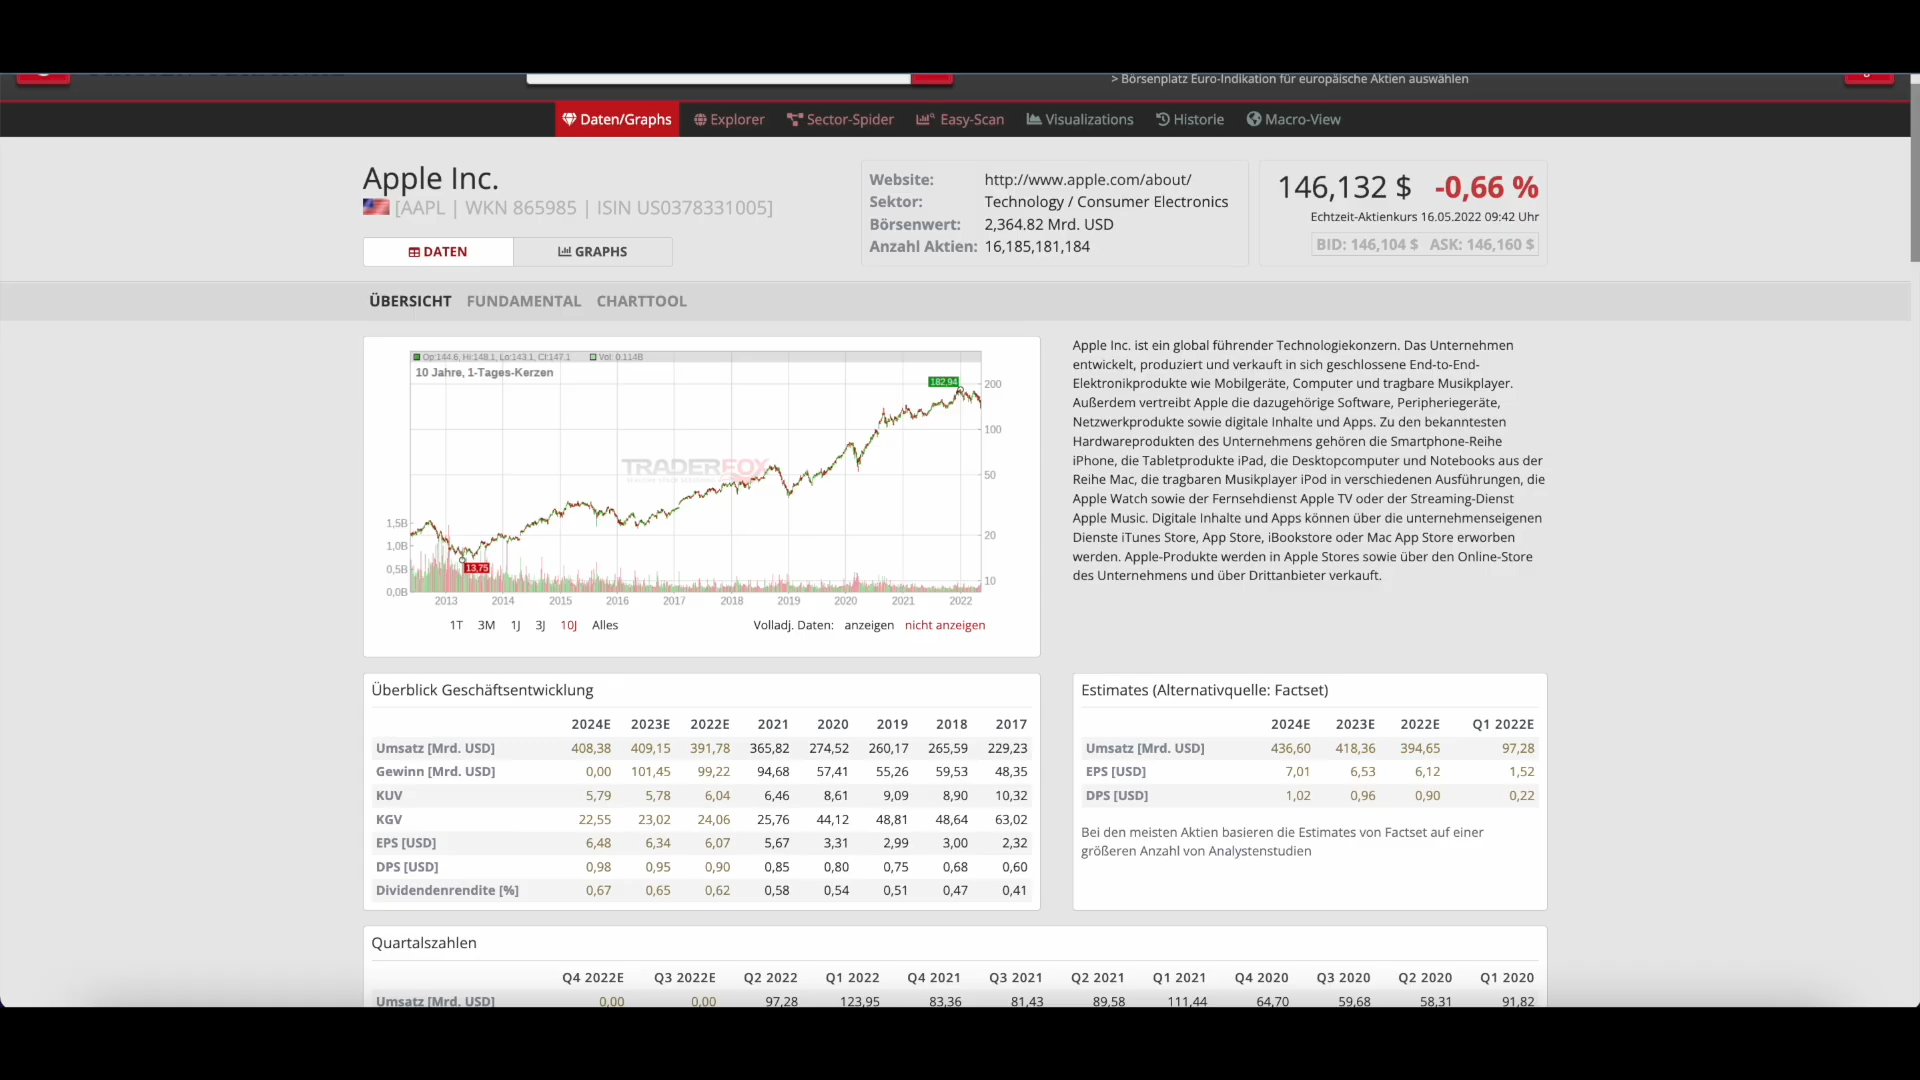 > Börsenplatz Euro-Indikation für europäische Aktien auswählen
Daten/Graphs Explorer Sector-Spider Easy-Scan Visualizations Historie Macro-View
Apple Inc.
[AAPL | WKN 865985 | ISIN US0378331005]
DATEN GRAPHS
Website: http://www.apple.com/about/
Sektor: Technology / Consumer Electronics
Börsenwert: 2,364.82 Mrd. USD
Anzahl Aktien: 16,185,181,184
146,132 $ -0,66 %
Echtzeit-Aktienkurs 16.05.2022 09:42 Uhr
BID: 146,104 $ ASK: 146,160 $
ÜBERSICHT FUNDAMENTAL CHARTTOOL
Op:144.6, Hi:148.1, Lo:143.1, Cl:147.1 Vol: 0.114B
10 Jahre, 1-Tages-Kerzen
182,94
200
100
TRADERFOX
50
1,5B
20
1,0B
0,5B
13,75
10
0,0B
2013 2014 2015 2016 2017 2018 2019 2020 2021 2022
1T 3M 1J 3J 10J Alles Volladj. Daten: anzeigen nicht anzeigen
Apple Inc. ist ein global führender Technologiekonzern. Das Unternehmen
entwickelt, produziert und verkauft in sich geschlossene End-to-End-
Elektronikprodukte wie Mobilgeräte, Computer und tragbare Musikplayer.
Außerdem vertreibt Apple die dazugehörige Software, Peripheriegeräte,
Netzwerkprodukte sowie digitale Inhalte und Apps. Zu den bekanntesten
Hardwareprodukten des Unternehmens gehören die Smartphone-Reihe
iPhone, die Tabletprodukte iPad, die Desktopcomputer und Notebooks aus der
Reihe Mac, die tragbaren Musikplayer iPod in verschiedenen Ausführungen, die
Apple Watch sowie der Fernsehdienst Apple TV oder der Streaming-Dienst
Apple Music. Digitale Inhalte und Apps können über die unternehmenseigenen
Dienste iTunes Store, App Store, iBookstore oder Mac App Store erworben
werden. Apple-Produkte werden in Apple Stores sowie über den Online-Store
des Unternehmens und über Drittanbieter verkauft.
Überblick Geschäftsentwicklung
2024E 2023E 2022E 2021 2020 2019 2018 2017
Umsatz [Mrd. USD] 408,38 409,15 391,78 365,82 274,52 260,17 265,59 229,23
Gewinn [Mrd. USD] 0,00 101,45 99,22 94,68 57,41 55,26 59,53 48,35
KUV 5,79 5,78 6,04 6,46 8,61 9,09 8,90 10,32
KGV 22,55 23,02 24,06 25,76 44,12 48,81 48,64 63,02
EPS [USD] 6,48 6,34 6,07 5,67 3,31 2,99 3,00 2,32
DPS [USD] 0,98 0,95 0,90 0,85 0,80 0,75 0,68 0,60
Dividendenrendite [%] 0,67 0,65 0,62 0,58 0,54 0,51 0,47 0,41
Estimates (Alternativquelle: Factset)
2024E 2023E 2022E Q1 2022E
Umsatz [Mrd. USD] 436,60 418,36 394,65 97,28
EPS [USD] 7,01 6,53 6,12 1,52
DPS [USD] 1,02 0,96 0,90 0,22
Bei den meisten Aktien basieren die Estimates von Factset auf einer
größeren Anzahl von Analystenstudien
Quartalszahlen
Q4 2022E Q3 2022E Q2 2022 Q1 2022 Q4 2021 Q3 2021 Q2 2021 Q1 2021 Q4 2020 Q3 2020 Q2 2020 Q1 2020
Umsatz [Mrd. USD] 0,00 0,00 97,28 123,95 83,36 81,43 89,58 111,44 64,70 59,68 58,31 91,82